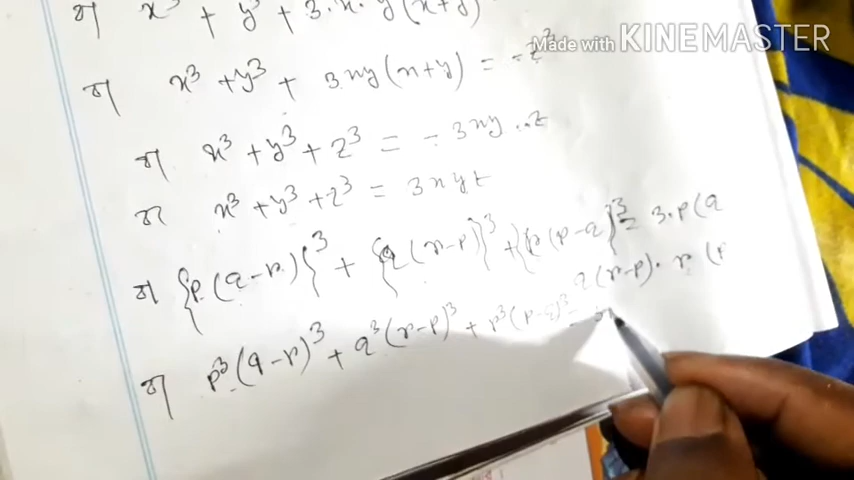 বা x³ + y³ + 3·x·y(x+y)
Made with KINEMASTER
বা x³ + y³ + 3xy(x+y) = -z³
বা x³ + y³ + z³ = -3xy·-z
বা x³ + y³ + z³ = 3xyz
বা {p(q-r)}³ + {q(r-p)}³ + {r(p-q)}³ = 3·p(q
q(r-p)· r (p
বা p³(q-r)³ + q³(r-p)³ + r³(p-q)³ =